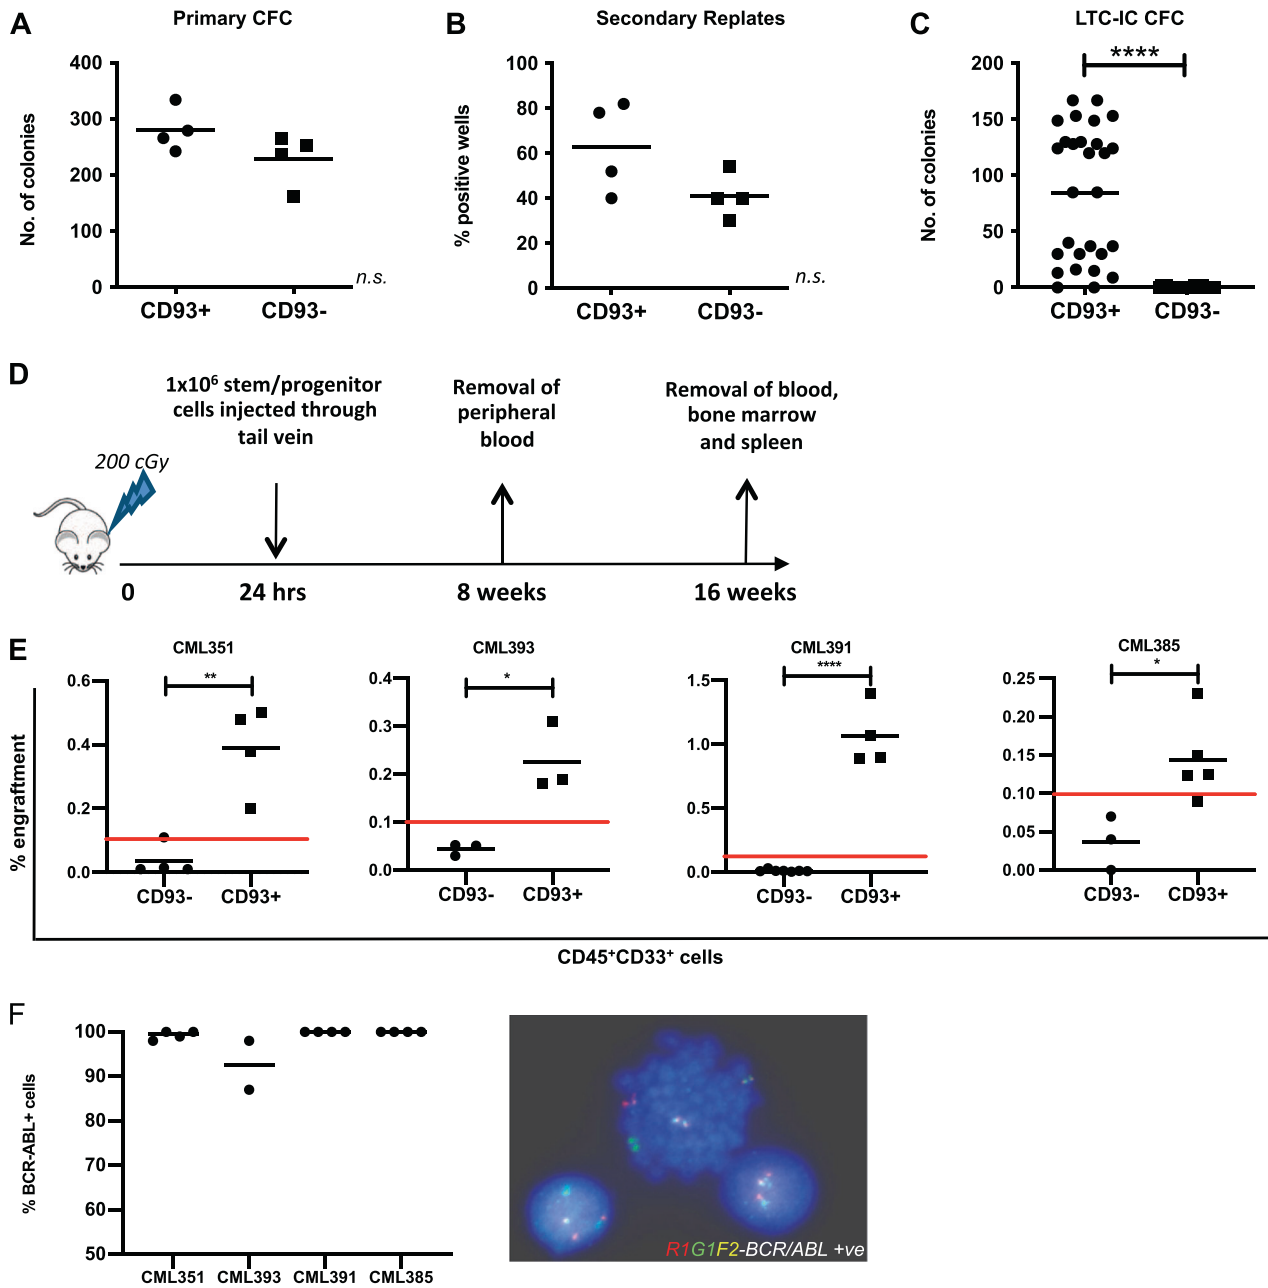 A
Primary CFC
No. of colonies
400
300
200
100
0
CD93+
CD93-
n.s.
B
Secondary Replates
% positive wells
100
80
60
40
20
0
CD93+
CD93-
n.s.
C
LTC-IC CFC
****
No. of colonies
200
150
100
50
0
CD93+
CD93-
D
200 cGy
1x10⁶ stem/progenitor
cells injected through
tail vein
Removal of
peripheral
blood
Removal of blood,
bone marrow
and spleen
0
24 hrs
8 weeks
16 weeks
E
% engraftment
CML351
**
0.6
0.4
0.2
0.0
CD93-
CD93+
CML393
*
0.4
0.3
0.2
0.1
0.0
CD93-
CD93+
CML391
****
1.5
1.0
0.5
0.0
CD93-
CD93+
CML385
*
0.25
0.20
0.15
0.10
0.05
0.00
CD93-
CD93+
CD45⁺CD33⁺ cells
F
% BCR-ABL+ cells
100
90
80
70
60
50
CML351
CML393
CML391
CML385
R1G1F2-BCR/ABL +ve